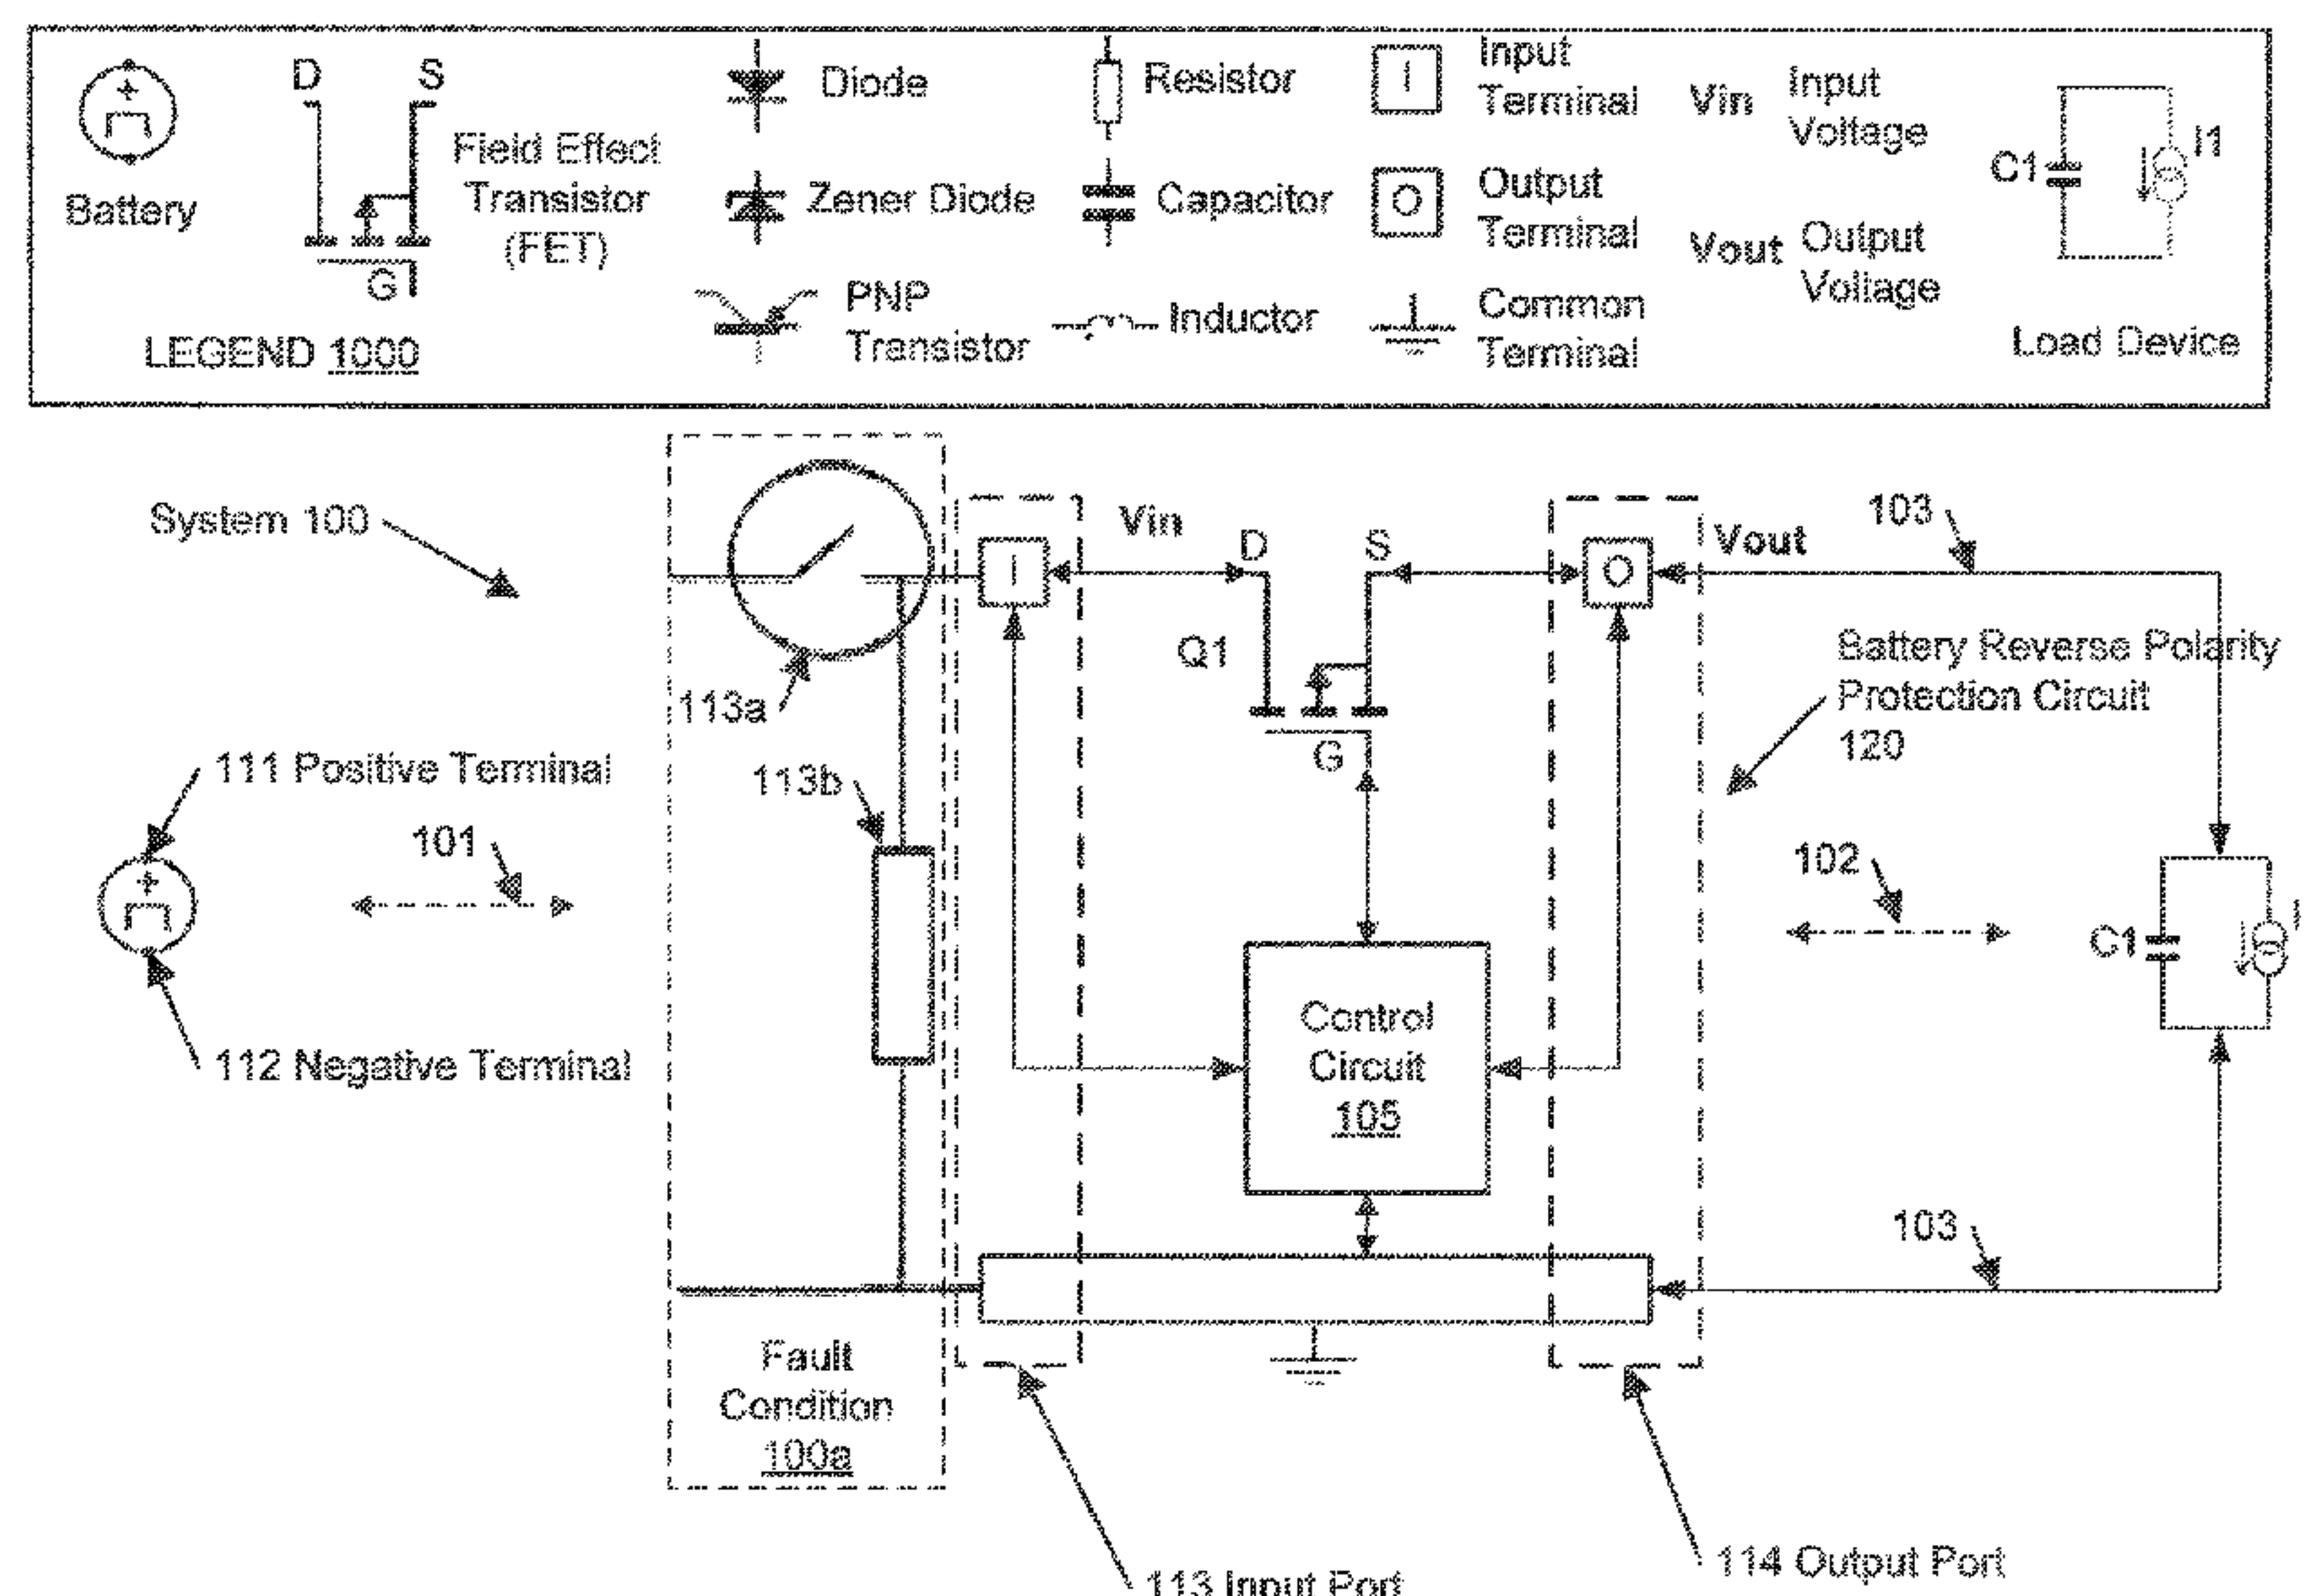 D S
Battery
Field Effect
Transistor
(FET)
G
LEGEND 1000
Diode
Zener Diode
PNP
Transistor
Resistor
Capacitor
Inductor
I
Input
Terminal
O
Output
Terminal
Common
Terminal
Vin Input
Voltage
Vout Output
Voltage
C1 I1
Load Device
System 100
113a
113b
111 Positive Terminal
101
112 Negative Terminal
Fault
Condition
100a
I
Vin
D S
Q1
G
Control
Circuit
105
O
Vout
103
Battery Reverse Polarity
Protection Circuit
120
102
C1
103
113 Input Port
114 Output Port